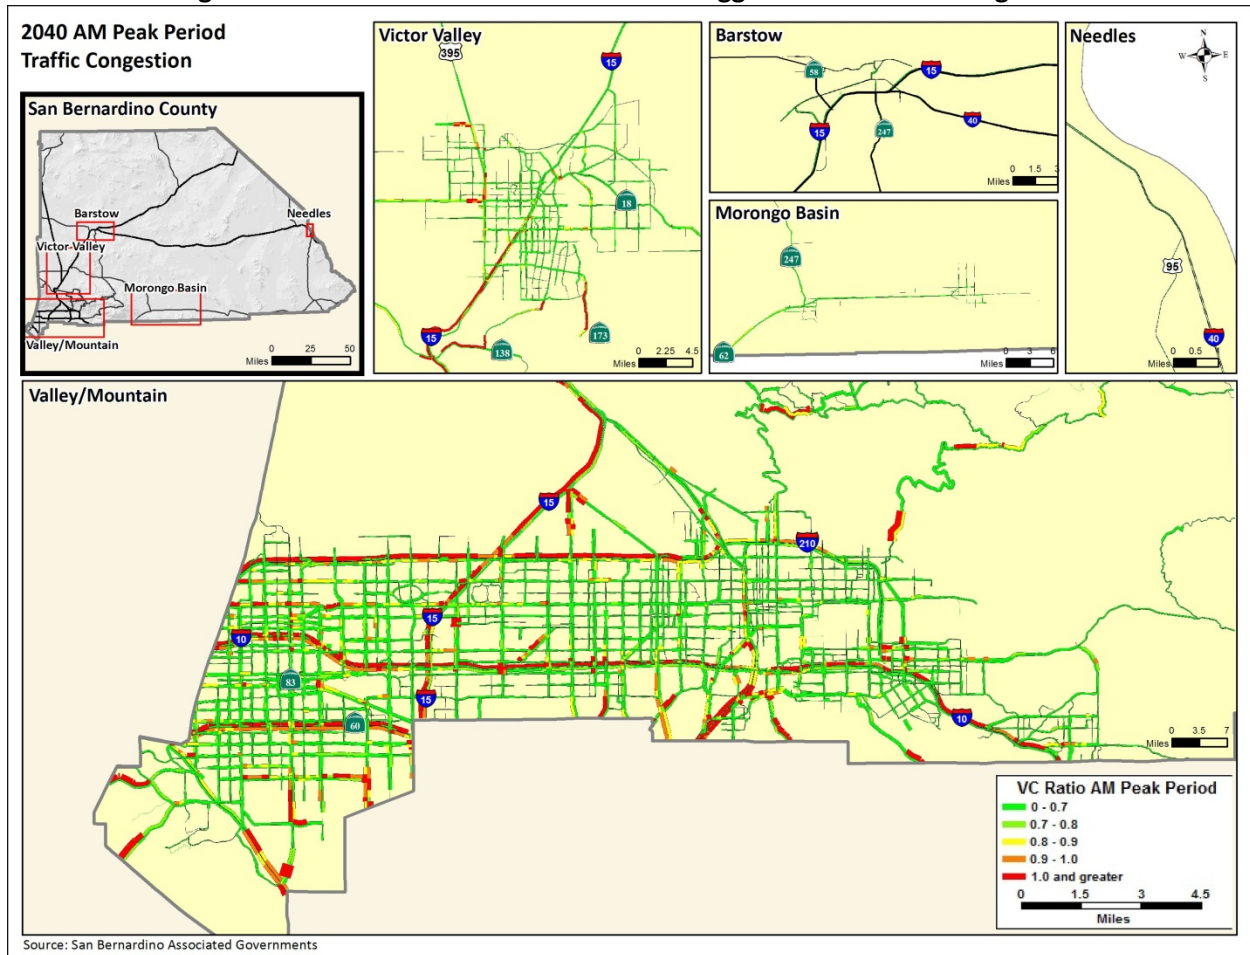 2040 AM Peak Period
Traffic Congestion
San Bernardino County
Barstow
Needles
Victor Valley
Morongo Basin
Valley/Mountain
Miles
0 25 50
Victor Valley
395
15
18
15
138
173
0 2.25 4.5
Miles
Barstow
58
15
15
40
247
0 1.5 3
Miles
Morongo Basin
247
62
0 3 6
Miles
Needles
N
W E
S
95
40
0 0.5 1
Miles
Valley/Mountain
15
210
15
10
83
15
60
10
0 3.5 7
Miles
VC Ratio AM Peak Period
0 - 0.7
0.7 - 0.8
0.8 - 0.9
0.9 - 1.0
1.0 and greater
0 1.5 3 4.5
Miles
Source: San Bernardino Associated Governments